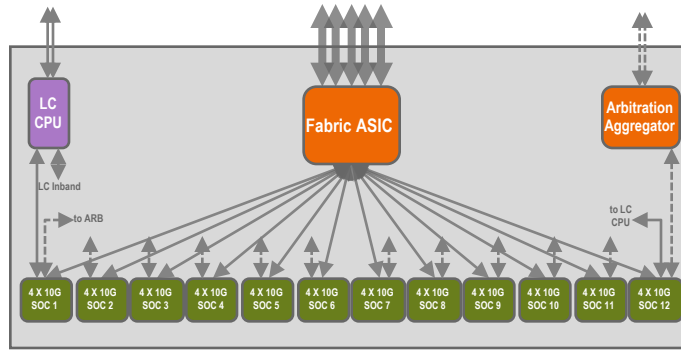 LC
CPU
Fabric ASIC
Arbitration
Aggregator
LC Inband
to ARB
to LC
CPU
4 X 10G
SOC 1
4 X 10G
SOC 2
4 X 10G
SOC 3
4 X 10G
SOC 4
4 X 10G
SOC 5
4 X 10G
SOC 6
4 X 10G
SOC 7
4 X 10G
SOC 8
4 X 10G
SOC 9
4 X 10G
SOC 10
4 X 10G
SOC 11
4 X 10G
SOC 12